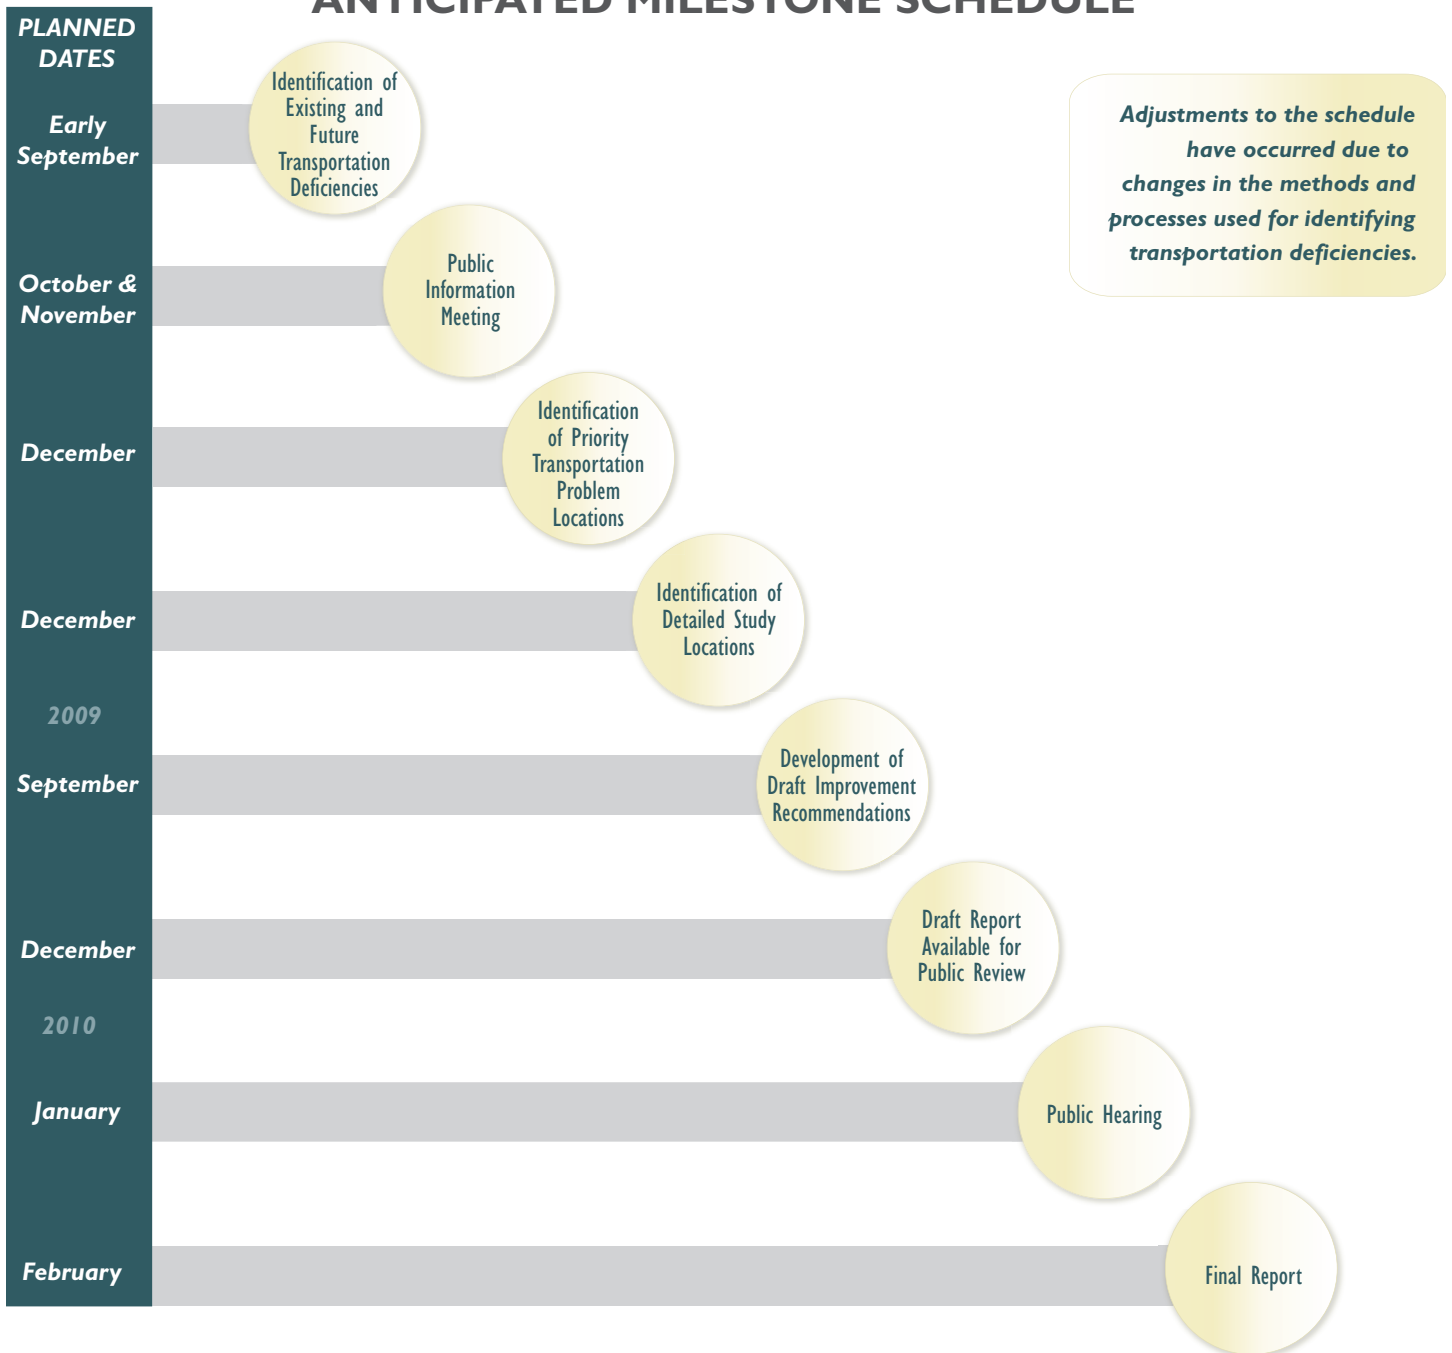 ANTICIPATED MILESTONE SCHEDULE
PLANNED
DATES
Early
September
Identification of
Existing and
Future
Transportation
Deficiencies
Adjustments to the schedule
have occurred due to
changes in the methods and
processes used for identifying
transportation deficiencies.
October &
November
Public
Information
Meeting
December
Identification
of Priority
Transportation
Problem
Locations
December
Identification of
Detailed Study
Locations
2009
September
Development of
Draft Improvement
Recommendations
December
Draft Report
Available for
Public Review
2010
January
Public Hearing
February
Final Report